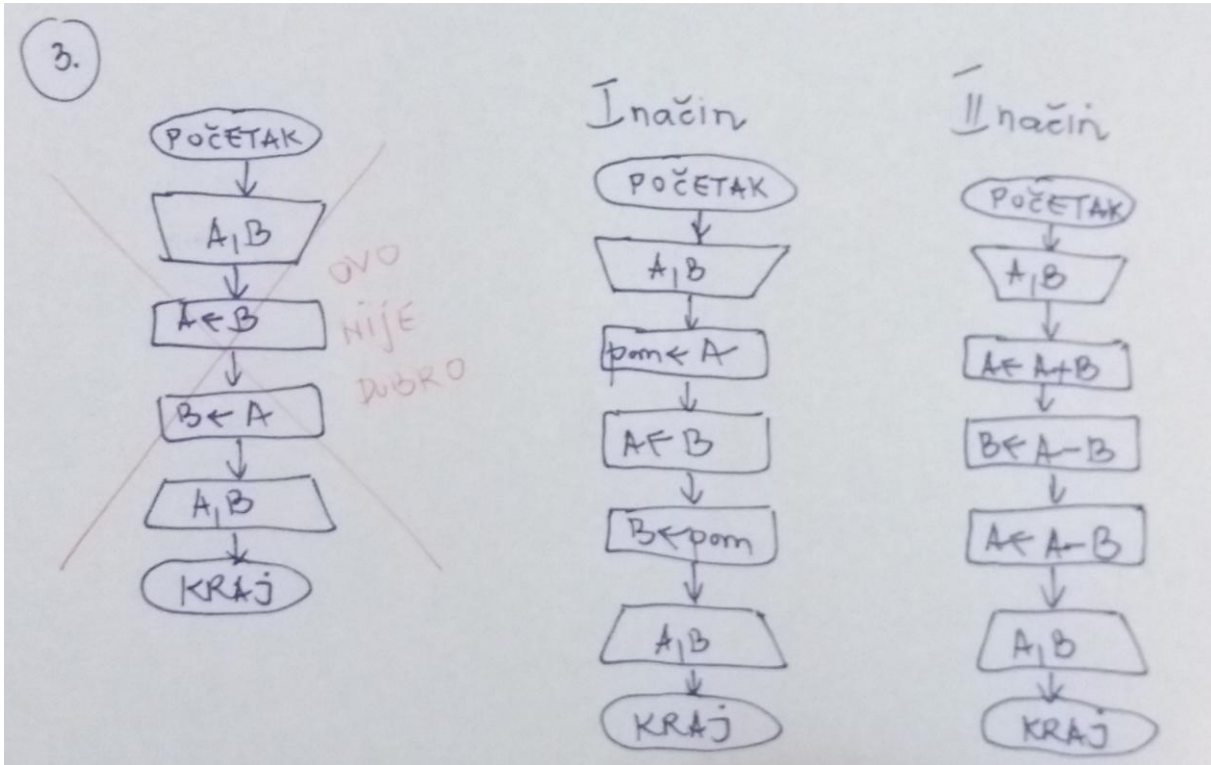 3.
POČETAK
A,B
A←B
B←A
A,B
KRAJ
OVO
NIJE
DOBRO
I način
POČETAK
A,B
pom←A
A←B
B←pom
A,B
KRAJ
II način
POČETAK
A,B
A←A+B
B←A-B
A←A-B
A,B
KRAJ